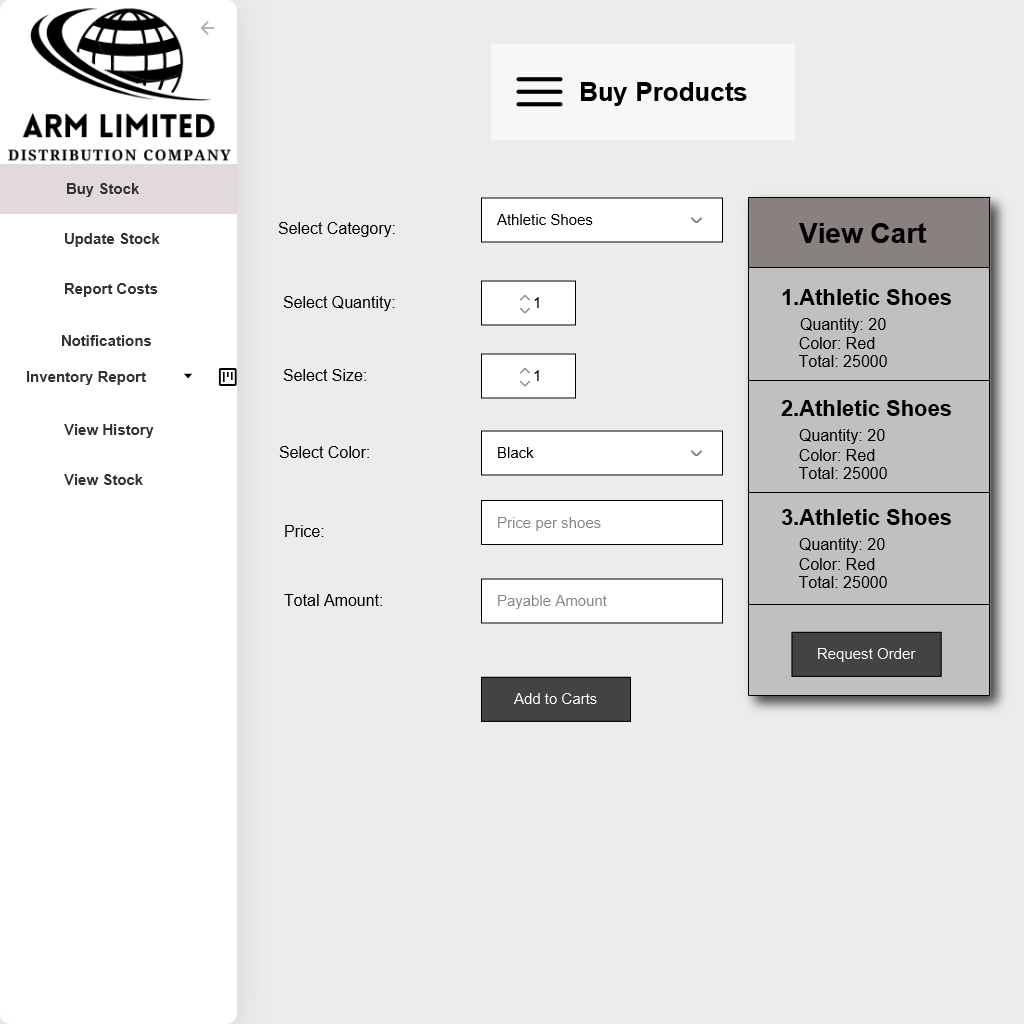 ARM LIMITED
DISTRIBUTION COMPANY
Buy Stock
Update Stock
Report Costs
Notifications
Inventory Report
View History
View Stock
Buy Products
Select Category:
Athletic Shoes
Select Quantity:
1
Select Size:
1
Select Color:
Black
Price:
Price per shoes
Total Amount:
Payable Amount
Add to Carts
View Cart
1.Athletic Shoes
Quantity: 20
Color: Red
Total: 25000
2.Athletic Shoes
Quantity: 20
Color: Red
Total: 25000
3.Athletic Shoes
Quantity: 20
Color: Red
Total: 25000
Request Order